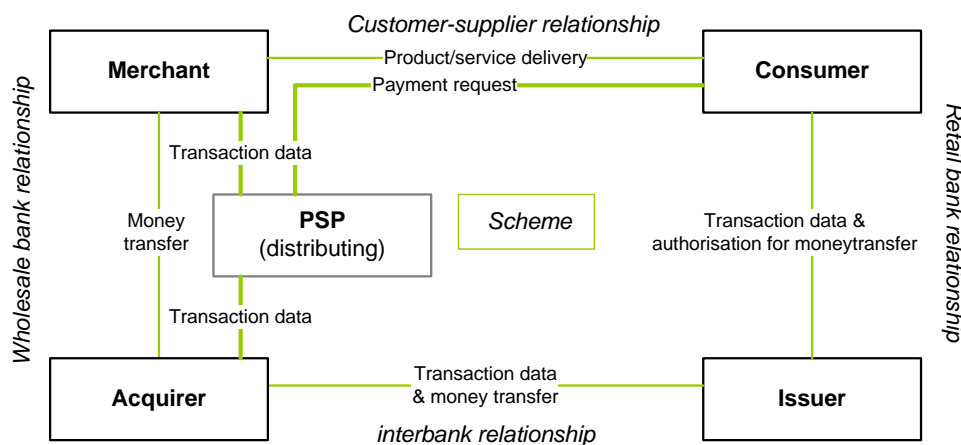 Customer-supplier relationship
Merchant
Product/service delivery
Consumer
Payment request
Wholesale bank relationship
Retail bank relationship
Transaction data
PSP
(distributing)
Scheme
Money
transfer
Transaction data &
authorisation for moneytransfer
Transaction data
Acquirer
Transaction data
& money transfer
Issuer
interbank relationship